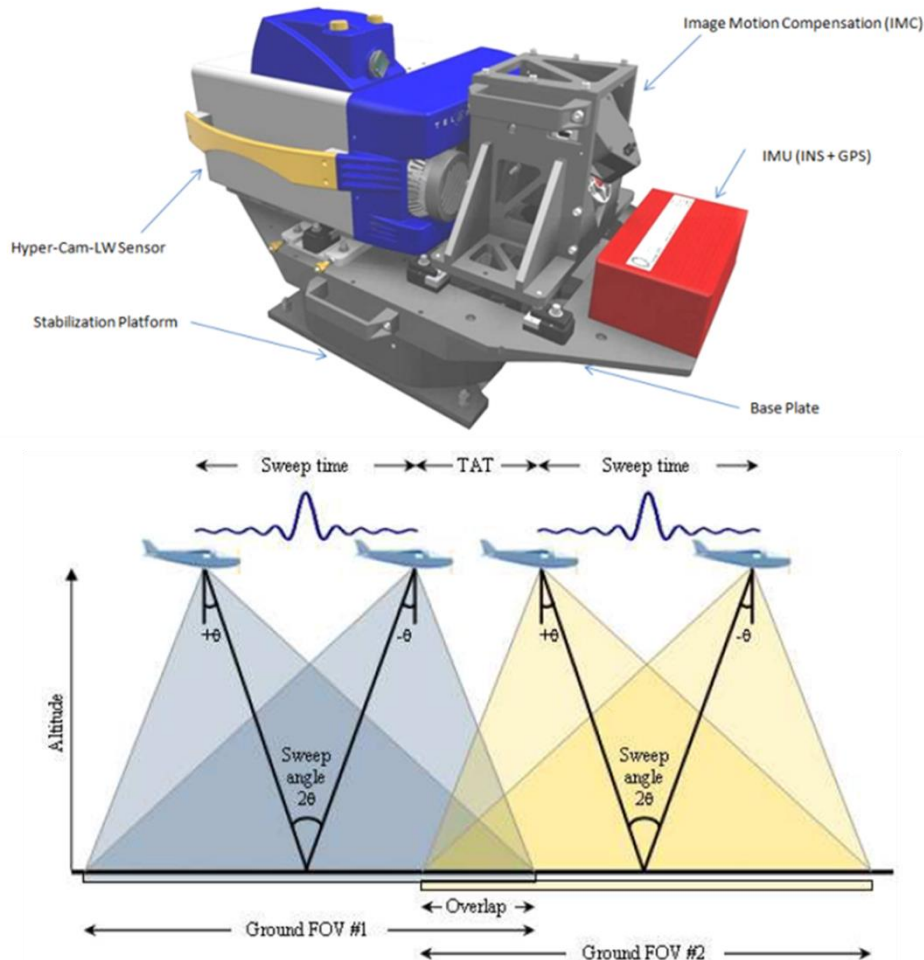 Image Motion Compensation (IMC)
IMU (INS + GPS)
Hyper-Cam-LW Sensor
Stabilization Platform
Base Plate
Sweep time
TAT
Sweep time
+θ
-θ
+θ
-θ
Altitude
Sweep
angle
2θ
Sweep
angle
2θ
Overlap
Ground FOV #1
Ground FOV #2